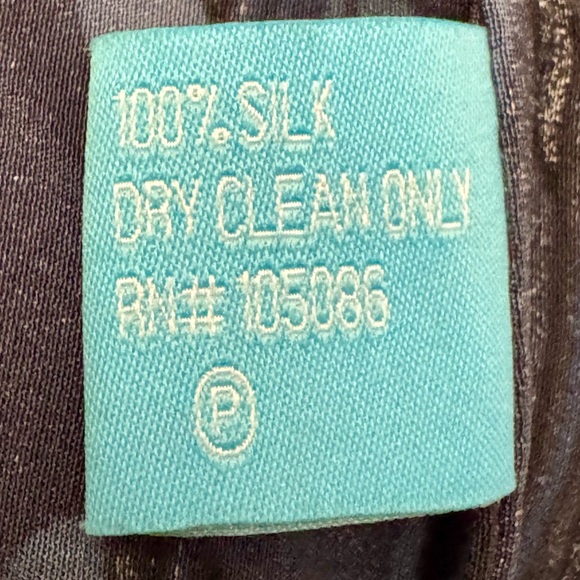 100% SILK
DRY CLEAN ONLY
RN# 105086
P